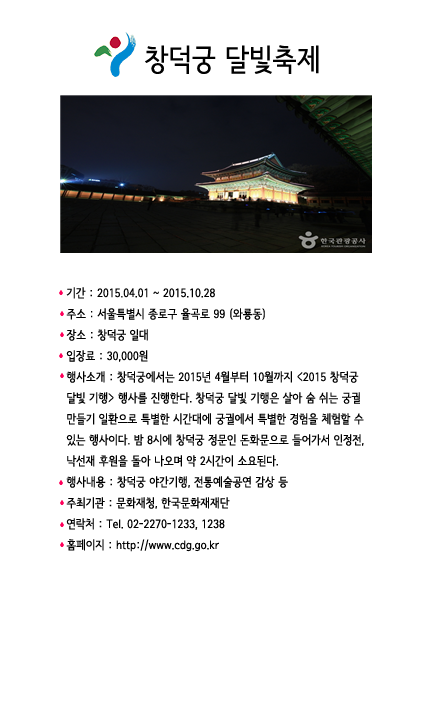 창덕궁 달빛축제
한국관광공사
기간 : 2015.04.01 ~ 2015.10.28
주소 : 서울특별시 종로구 율곡로 99 (와룡동)
장소 : 창덕궁 일대
입장료 : 30,000원
행사소개 : 창덕궁에서는 2015년 4월부터 10월까지 <2015 창덕궁
달빛 기행> 행사를 진행한다. 창덕궁 달빛 기행은 살아 숨 쉬는 궁궐
만들기 일환으로 특별한 시간대에 궁궐에서 특별한 경험을 체험할 수
있는 행사이다. 밤 8시에 창덕궁 정문인 돈화문으로 들어가서 인정전,
낙선재 후원을 돌아 나오며 약 2시간이 소요된다.
행사내용 : 창덕궁 야간기행, 전통예술공연 감상 등
주최기관 : 문화재청, 한국문화재재단
연락처 : Tel. 02-2270-1233, 1238
홈페이지 : http://www.cdg.go.kr